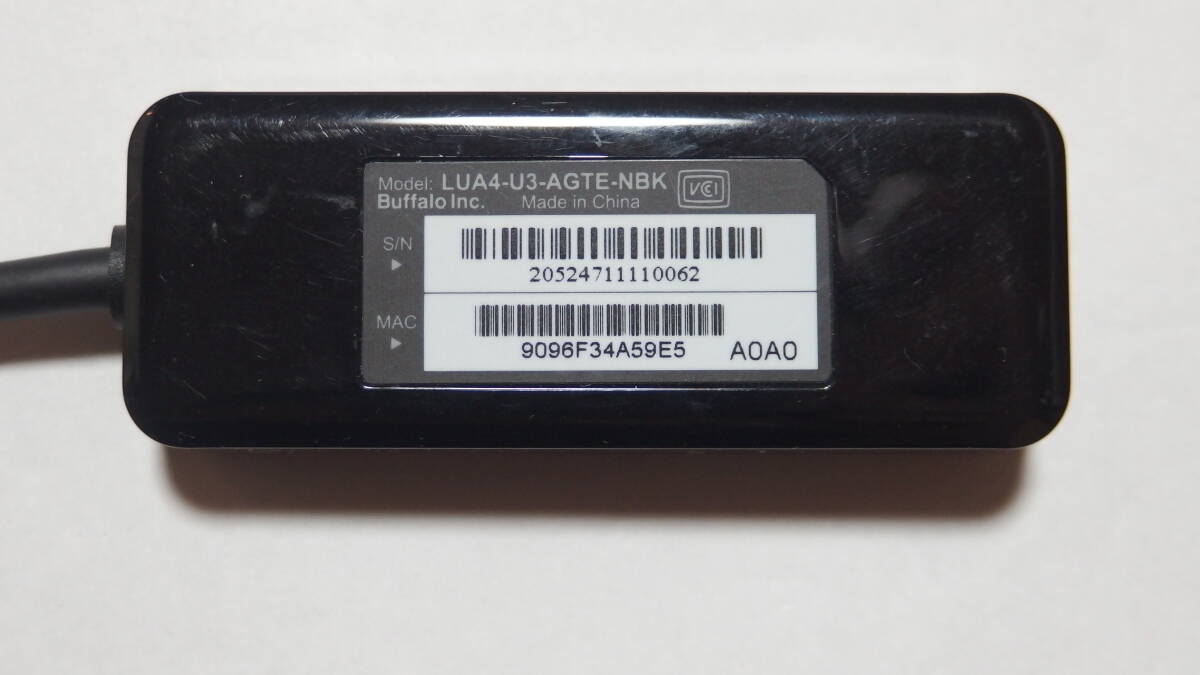 Model: LUA4-U3-AGTE-NBK
Buffalo Inc. Made in China
VCI
S/N
20524711110062
MAC
9096F34A59E5 A0A0